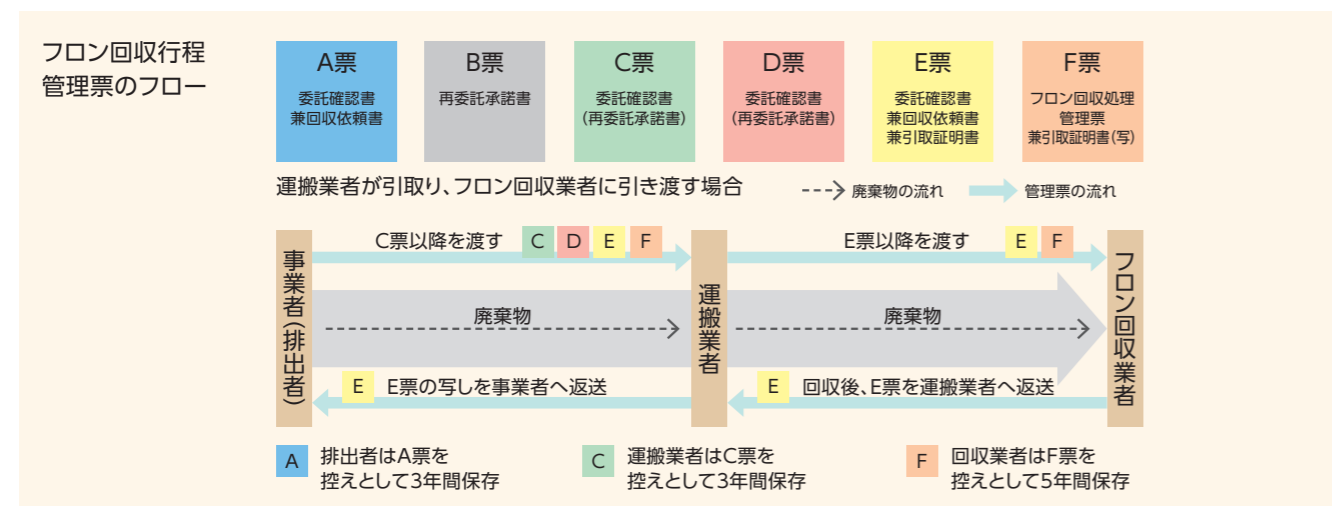 フロン回収行程
管理票のフロー
A票
委託確認書
兼回収依頼書
B票
再委託承諾書
C票
委託確認書
(再委託承諾書)
D票
委託確認書
(再委託承諾書)
E票
委託確認書
兼回収依頼書
兼引取証明書
F票
フロン回収処理
管理票
兼引取証明書(写)
運搬業者が引取り、フロン回収業者に引き渡す場合
廃棄物の流れ
管理票の流れ
事業者(排出者)
C票以降を渡す
C D E F
運搬業者
E票以降を渡す
E F
フロン回収業者
廃棄物
廃棄物
E E票の写しを事業者へ返送
E 回収後、E票を運搬業者へ返送
A 排出者はA票を
控えとして3年間保存
C 運搬業者はC票を
控えとして3年間保存
F 回収業者はF票を
控えとして5年間保存